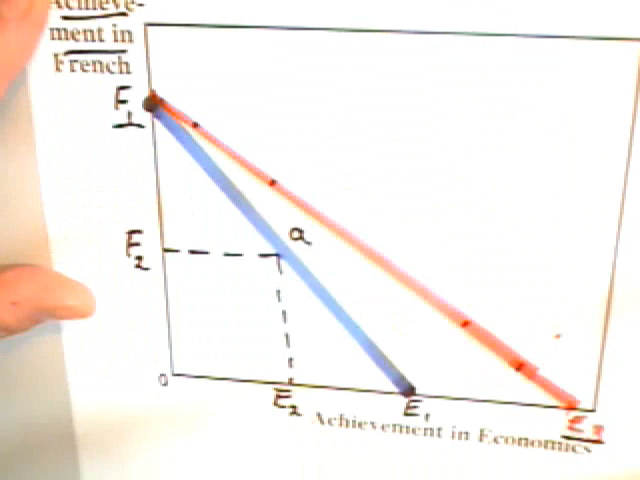 Achieve-
ment in
French
F1
F2
a
0
E2
E1
E3
Achievement in Economics